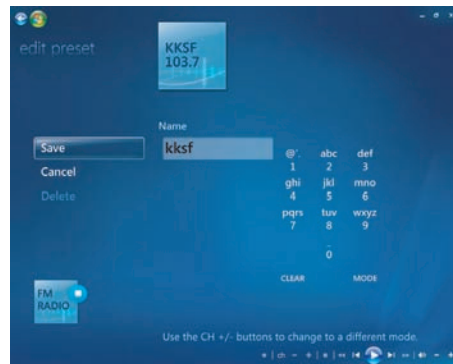 edit preset
KKSF
103.7
Name
kksf
Save
Cancel
Delete
@'. abc def
1 2 3
ghi jkl mno
4 5 6
pqrs tuv wxyz
7 8 9
0
CLEAR MODE
FM
RADIO
Use the CH +/- buttons to change to a different mode.
ch - +